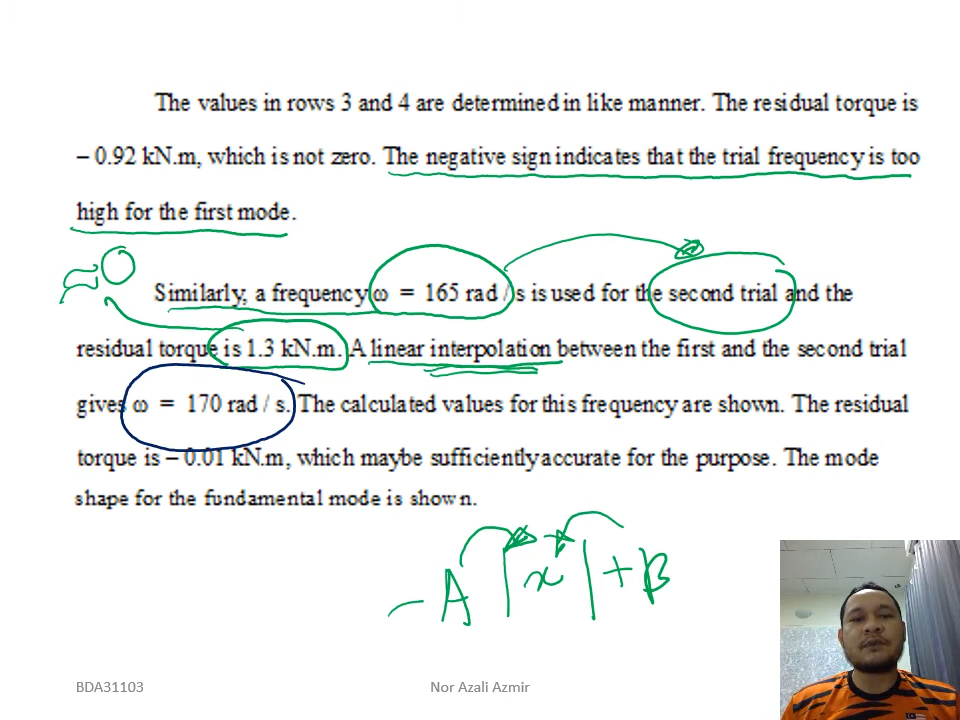 The values in rows 3 and 4 are determined in like manner. The residual torque is
– 0.92 kN.m, which is not zero. The negative sign indicates that the trial frequency is too
high for the first mode.
≈ 0
Similarly, a frequency ω = 165 rad / s is used for the second trial and the
residual torque is 1.3 kN.m. A linear interpolation between the first and the second trial
gives ω = 170 rad / s. The calculated values for this frequency are shown. The residual
torque is – 0.01 kN.m, which maybe sufficiently accurate for the purpose. The mode
shape for the fundamental mode is shown.
– A | x | + B
BDA31103
Nor Azali Azmir